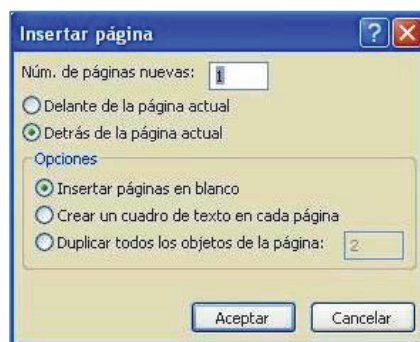 Insertar página
Núm. de páginas nuevas: 1
Delante de la página actual
Detrás de la página actual
Opciones
Insertar páginas en blanco
Crear un cuadro de texto en cada página
Duplicar todos los objetos de la página: 2
Aceptar Cancelar